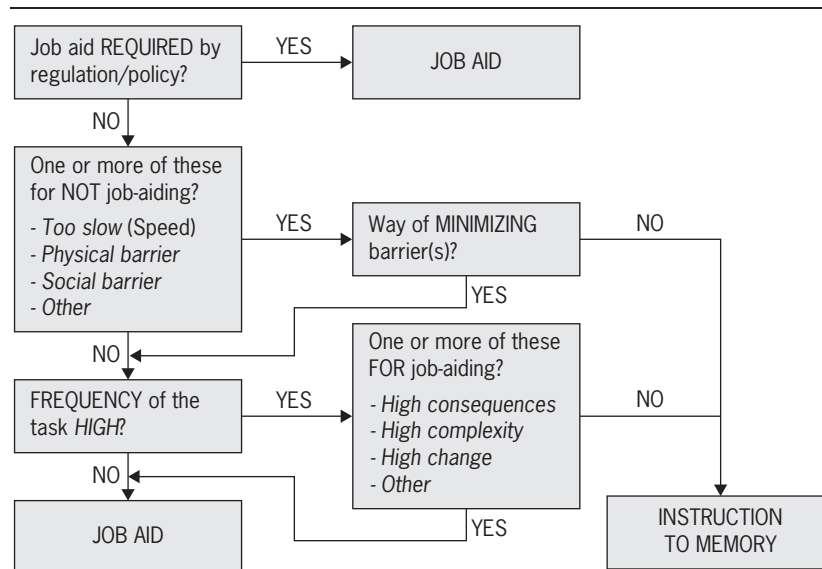 Job aid REQUIRED by
regulation/policy?
YES
JOB AID
NO
One or more of these
for NOT job-aiding?
- Too slow (Speed)
- Physical barrier
- Social barrier
- Other
YES
Way of MINIMIZING
barrier(s)?
NO
YES
NO
One or more of these
FOR job-aiding?
- High consequences
- High complexity
- High change
- Other
FREQUENCY of the
task HIGH?
YES
NO
NO
YES
JOB AID
INSTRUCTION
TO MEMORY